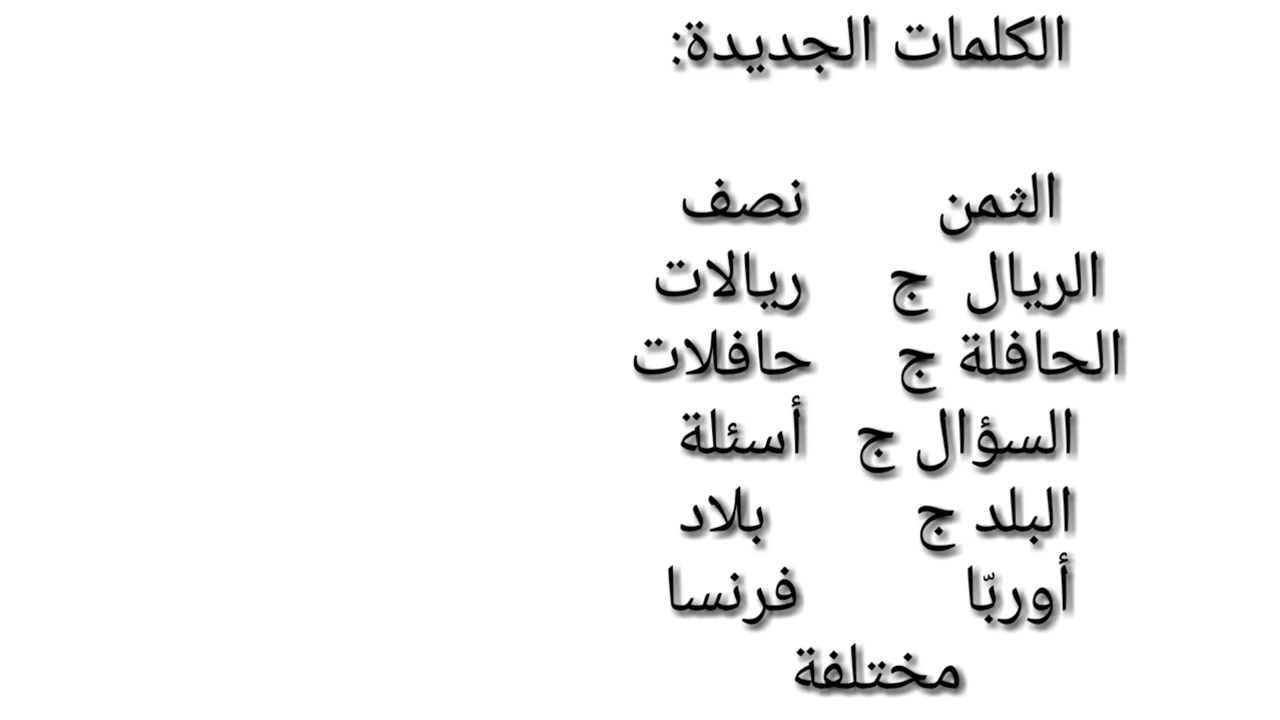 الكلمات الجديدة:
الثمن نصف
الريال ج ريالات
الحافلة ج حافلات
السؤال ج أسئلة
البلد ج بلاد
أوربّا فرنسا
مختلفة